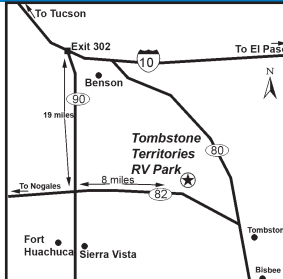 To Tucson
Exit 302
10
To El Paso
Benson
N
90
19 miles
Tombstone
Territories
RV Park
80
8 miles
To Nogales
82
Fort
Huachuca
Sierra Vista
Tombston
Bisbee